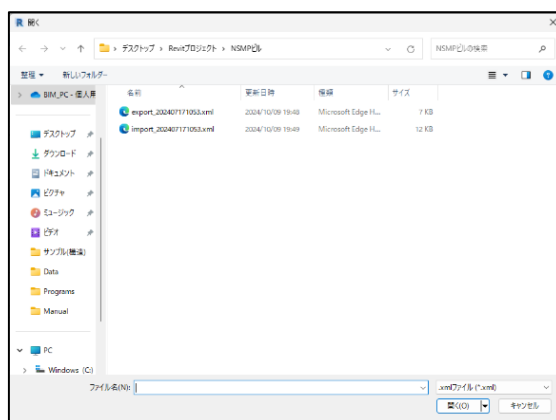 開く
デスクトップ › Revitプロジェクト › NSMPビル
NSMPビルの検索
整理 新しいフォルダー
名前 更新日時 種類 サイズ
BIM_PC - 個人用
export_202407171053.xml 2024/10/09 19:48 Microsoft Edge H... 7 KB
import_202407171053.xml 2024/10/09 19:49 Microsoft Edge H... 12 KB
デスクトップ
ダウンロード
ドキュメント
ピクチャ
ミュージック
ビデオ
サンプル(構造)
Data
Programs
Manual
PC
Windows (C:)
ファイル名(N):
.xmlファイル (*.xml)
開く(O) キャンセル